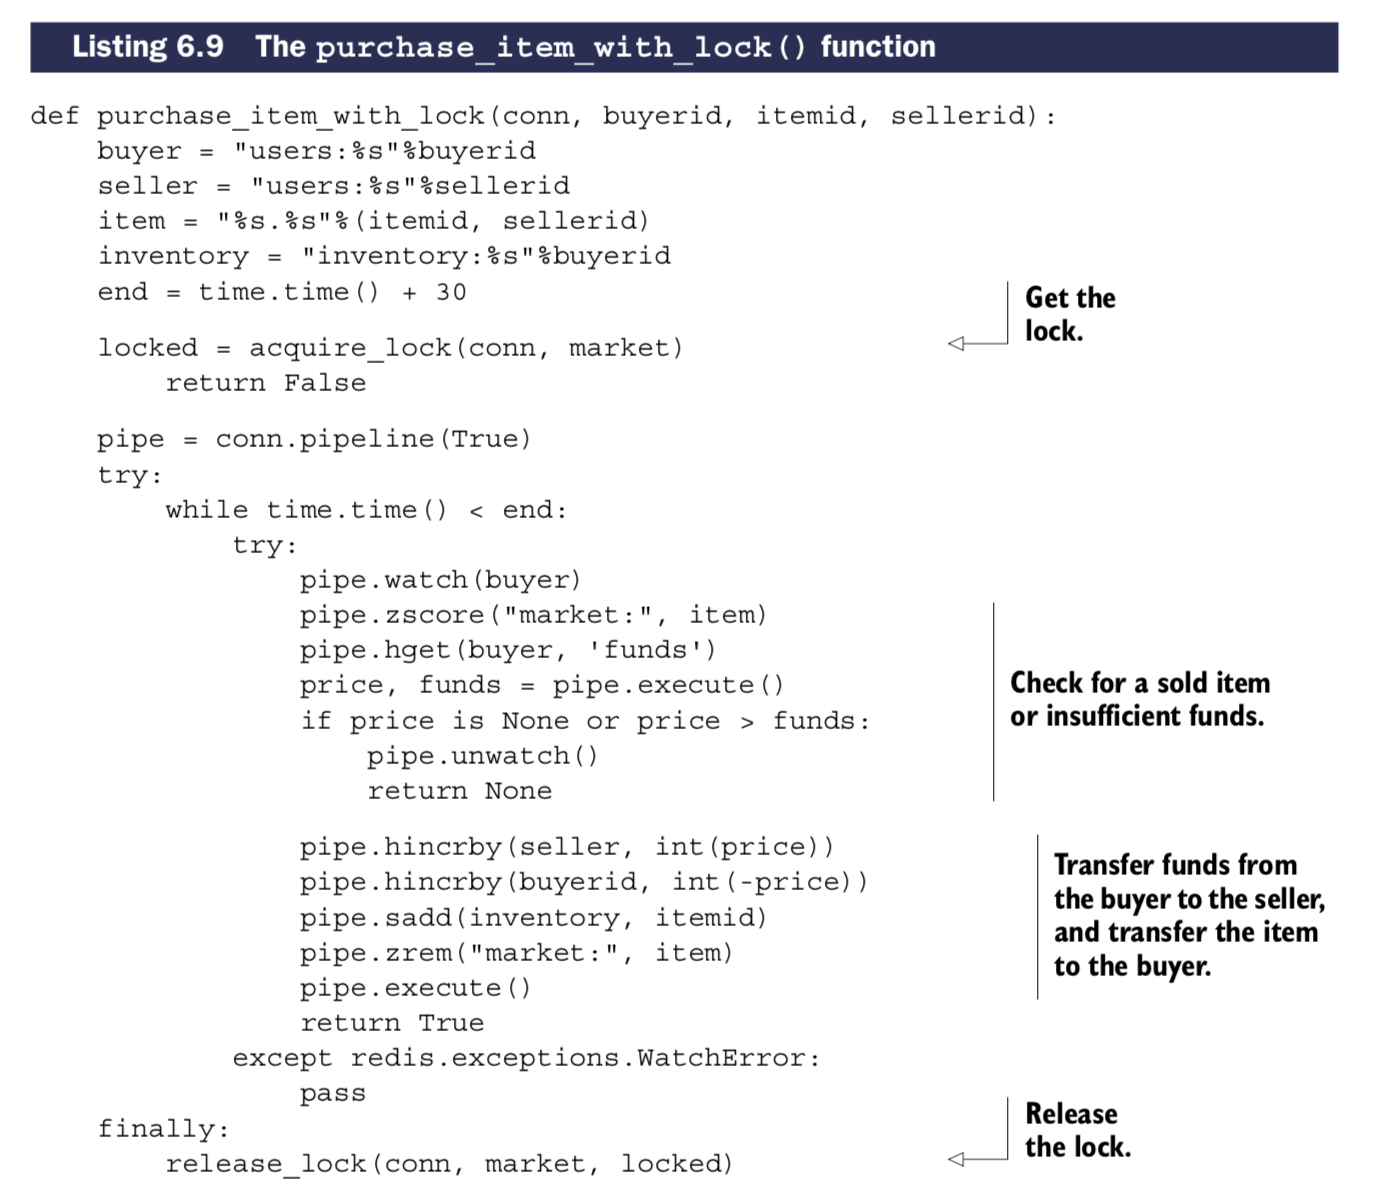 Listing 6.9 The purchase_item_with_lock() function
def purchase_item_with_lock(conn, buyerid, itemid, sellerid):
    buyer = "users:%s"%buyerid
    seller = "users:%s"%sellerid
    item = "%s.%s"%(itemid, sellerid)
    inventory = "inventory:%s"%buyerid
    end = time.time() + 30
Get the
lock.
    locked = acquire_lock(conn, market)
        return False
    pipe = conn.pipeline(True)
    try:
        while time.time() < end:
            try:
                pipe.watch(buyer)
                pipe.zscore("market:", item)
                pipe.hget(buyer, 'funds')
                price, funds = pipe.execute()
                if price is None or price > funds:
                    pipe.unwatch()
                    return None
Check for a sold item
or insufficient funds.
                pipe.hincrby(seller, int(price))
                pipe.hincrby(buyerid, int(-price))
                pipe.sadd(inventory, itemid)
                pipe.zrem("market:", item)
                pipe.execute()
                return True
Transfer funds from
the buyer to the seller,
and transfer the item
to the buyer.
            except redis.exceptions.WatchError:
                pass
    finally:
        release_lock(conn, market, locked)
Release
the lock.